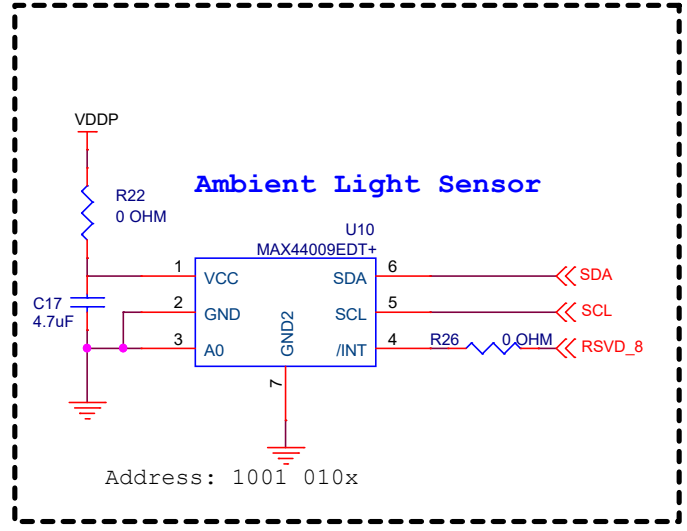 VDDP
Ambient Light Sensor
R22
0 OHM
U10
MAX44009EDT+
1
VCC
SDA
6
SDA
C17
4.7uF
2
GND
SCL
5
SCL
3
A0
GND2
/INT
4
R26
0 OHM
RSVD_8
7
Address: 1001 010x